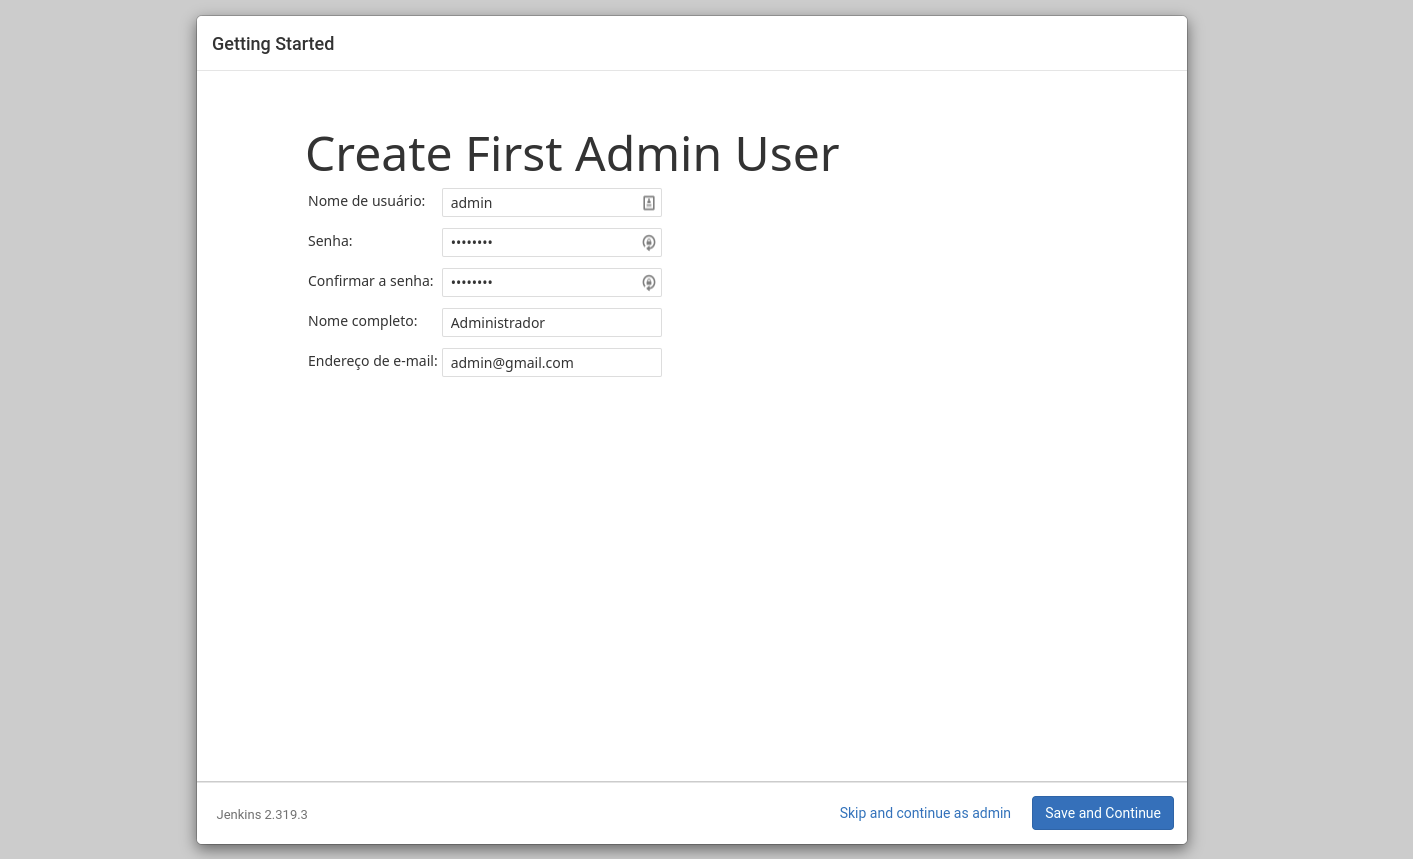 Getting Started
Create First Admin User
Nome de usuário: admin
Senha: ••••••••
Confirmar a senha: ••••••••
Nome completo: Administrador
Endereço de e-mail: admin@gmail.com
Jenkins 2.319.3 Skip and continue as admin Save and Continue